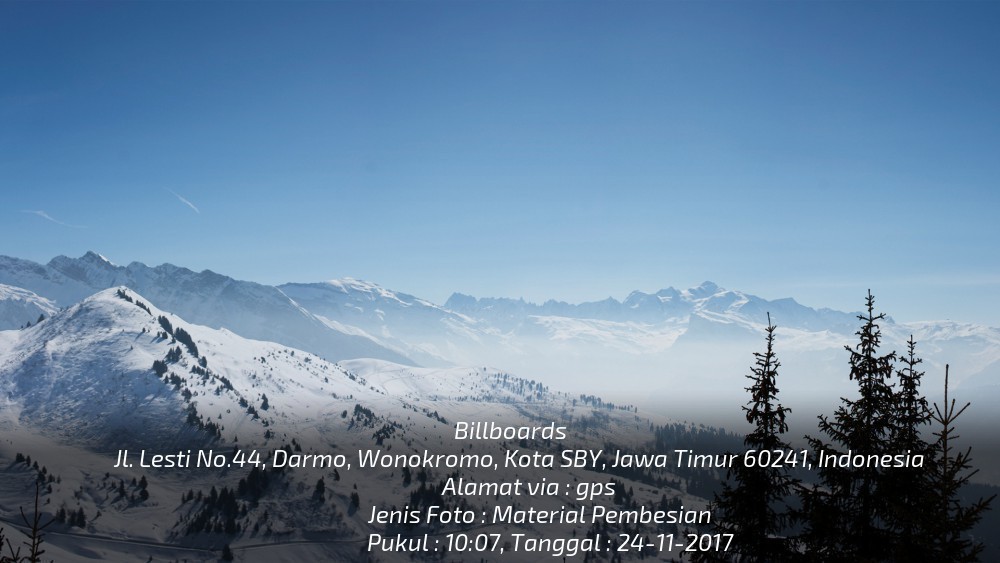 Billboards
Jl. Lesti No.44, Darmo, Wonokromo, Kota SBY, Jawa Timur 60241, Indonesia
Alamat via : gps
Jenis Foto : Material Pembesian
Pukul : 10:07, Tanggal : 24-11-2017